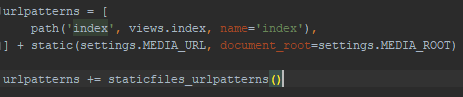 urlpatterns = [
path('index', views.index, name='index'),
] + static(settings.MEDIA_URL, document_root=settings.MEDIA_ROOT)
urlpatterns += staticfiles_urlpatterns()